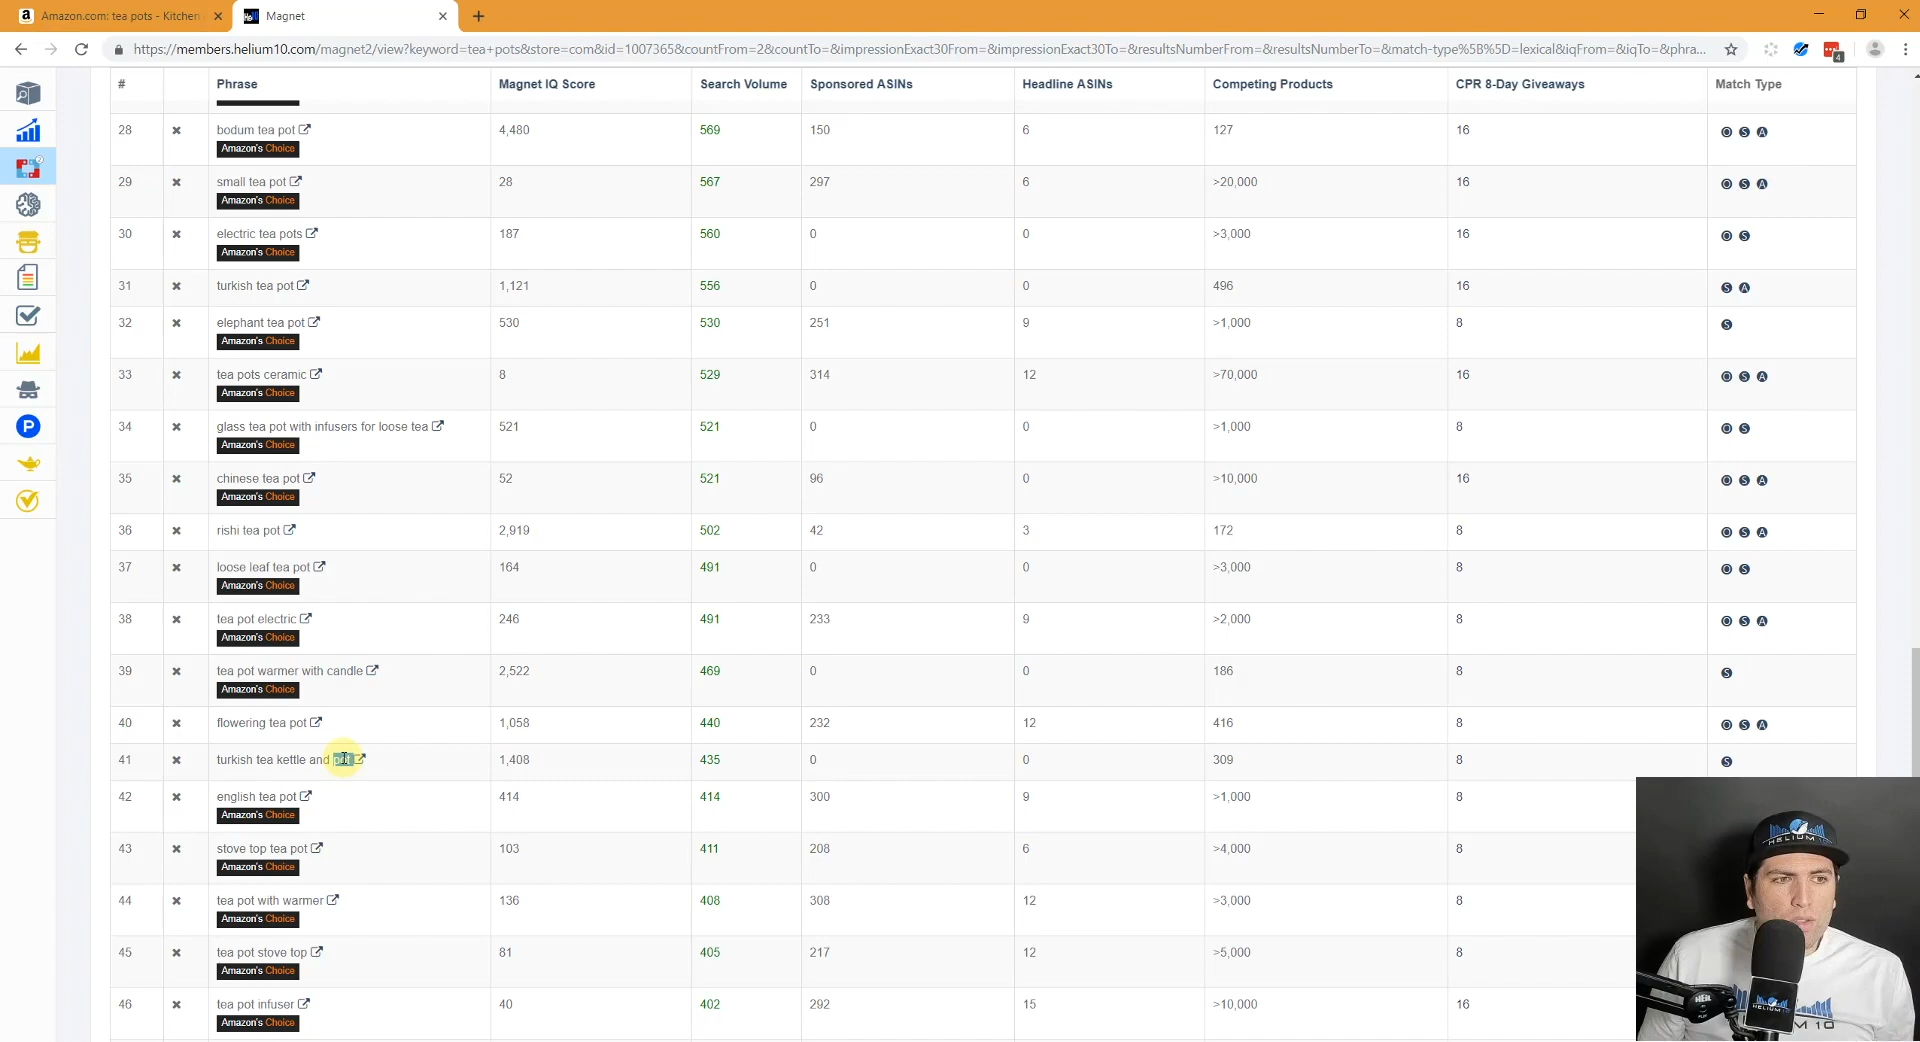 Amazon.com: tea pots - Kitchen
Magnet
https://members.helium10.com/magnet2/view?keyword=tea+pots&store=com&id=1007365&countFrom=2&countTo=&impressionExact30From=&impressionExact30To=&resultsNumberFrom=&resultsNumberTo=&match-type%5B%5D=lexical&iqFrom=&iqTo=&phra...
4
# Phrase Magnet IQ Score Search Volume Sponsored ASINs Headline ASINs Competing Products CPR 8-Day Giveaways Match Type
28 bodum tea pot 4,480 569 150 6 127 16 O S A
Amazon's Choice
29 small tea pot 28 567 297 6 >20,000 16 O S A
Amazon's Choice
30 electric tea pots 187 560 0 0 >3,000 16 O S
Amazon's Choice
31 turkish tea pot 1,121 556 0 0 496 16 S A
32 elephant tea pot 530 530 251 9 >1,000 8 S
Amazon's Choice
33 tea pots ceramic 8 529 314 12 >70,000 16 O S A
Amazon's Choice
34 glass tea pot with infusers for loose tea 521 521 0 0 >1,000 8 O S
Amazon's Choice
35 chinese tea pot 52 521 96 0 >10,000 16 O S A
Amazon's Choice
36 rishi tea pot 2,919 502 42 3 172 8 O S A
37 loose leaf tea pot 164 491 0 0 >3,000 8 O S
Amazon's Choice
38 tea pot electric 246 491 233 9 >2,000 8 O S A
Amazon's Choice
39 tea pot warmer with candle 2,522 469 0 0 186 8 S
Amazon's Choice
40 flowering tea pot 1,058 440 232 12 416 8 O S A
41 turkish tea kettle and pot 1,408 435 0 0 309 8 S
42 english tea pot 414 414 300 9 >1,000 8
Amazon's Choice
43 stove top tea pot 103 411 208 6 >4,000 8
Amazon's Choice
44 tea pot with warmer 136 408 308 12 >3,000 8
Amazon's Choice
45 tea pot stove top 81 405 217 12 >5,000 8
Amazon's Choice
46 tea pot infuser 40 402 292 15 >10,000 16
Amazon's Choice
P
HELIUM 10
HELIUM 10